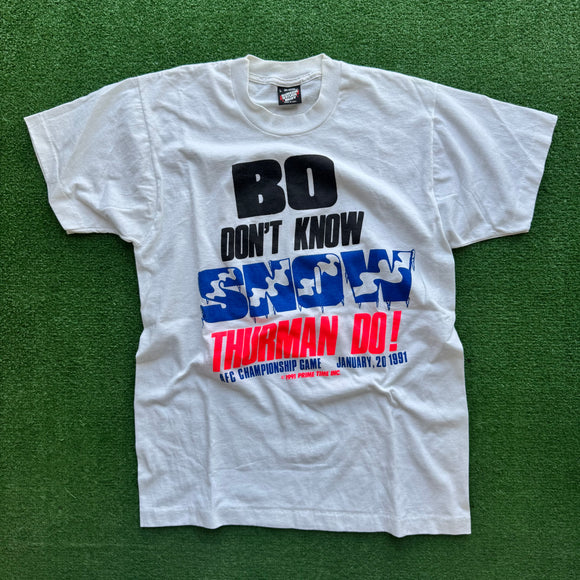 BO
DON'T KNOW
SNOW
THURMAN DO!
AFC CHAMPIONSHIP GAME JANUARY, 20 1991
©1991 PRIME TIME INC.